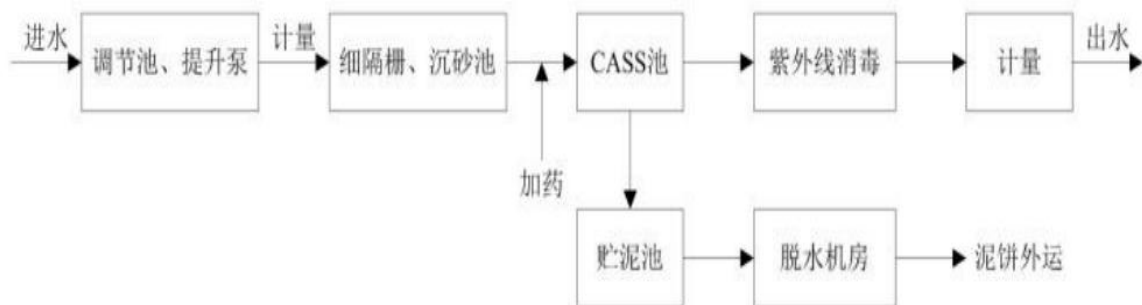 进水
调节池、提升泵
计量
细隔栅、沉砂池
CASS池
紫外线消毒
计量
出水
加药
贮泥池
脱水机房
泥饼外运